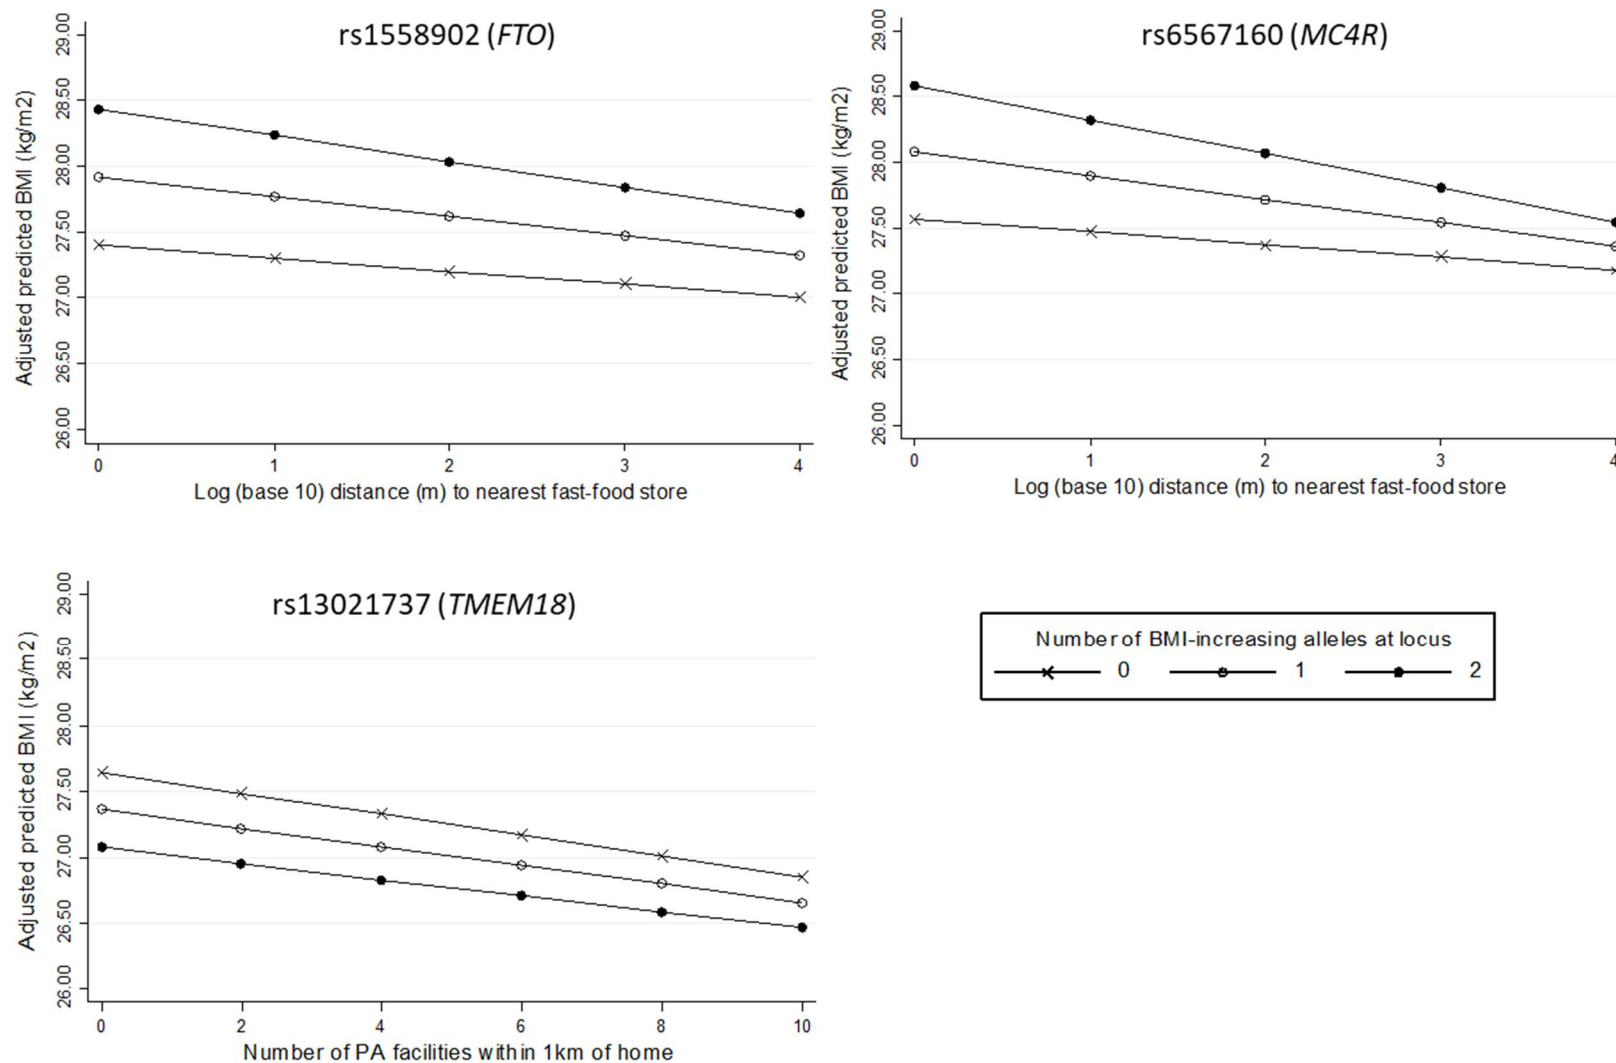 rs1558902 (FTO)
Adjusted predicted BMI (kg/m2)
29.00
28.50
28.00
27.50
27.00
26.50
26.00
0 1 2 3 4
Log (base 10) distance (m) to nearest fast-food store
rs6567160 (MC4R)
Adjusted predicted BMI (kg/m2)
29.00
28.50
28.00
27.50
27.00
26.50
26.00
0 1 2 3 4
Log (base 10) distance (m) to nearest fast-food store
rs13021737 (TMEM18)
Adjusted predicted BMI (kg/m2)
29.00
28.50
28.00
27.50
27.00
26.50
26.00
0 2 4 6 8 10
Number of PA facilities within 1km of home
Number of BMI-increasing alleles at locus
0 1 2